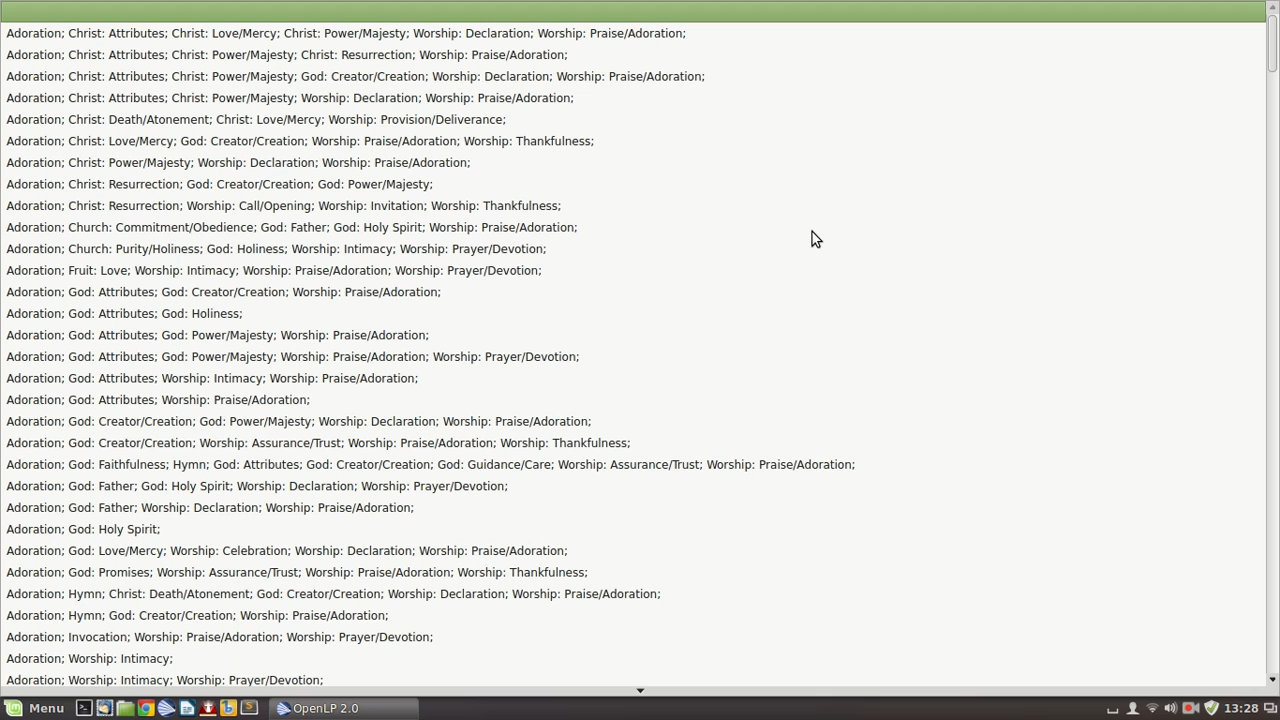 Adoration; Christ: Attributes; Christ: Love/Mercy; Christ: Power/Majesty; Worship: Declaration; Worship: Praise/Adoration;
Adoration; Christ: Attributes; Christ: Power/Majesty; Christ: Resurrection; Worship: Praise/Adoration;
Adoration; Christ: Attributes; Christ: Power/Majesty; God: Creator/Creation; Worship: Declaration; Worship: Praise/Adoration;
Adoration; Christ: Attributes; Christ: Power/Majesty; Worship: Declaration; Worship: Praise/Adoration;
Adoration; Christ: Death/Atonement; Christ: Love/Mercy; Worship: Provision/Deliverance;
Adoration; Christ: Love/Mercy; God: Creator/Creation; Worship: Praise/Adoration; Worship: Thankfulness;
Adoration; Christ: Power/Majesty; Worship: Declaration; Worship: Praise/Adoration;
Adoration; Christ: Resurrection; God: Creator/Creation; God: Power/Majesty;
Adoration; Christ: Resurrection; Worship: Call/Opening; Worship: Invitation; Worship: Thankfulness;
Adoration; Church: Commitment/Obedience; God: Father; God: Holy Spirit; Worship: Praise/Adoration;
Adoration; Church: Purity/Holiness; God: Holiness; Worship: Intimacy; Worship: Prayer/Devotion;
Adoration; Fruit: Love; Worship: Intimacy; Worship: Praise/Adoration; Worship: Prayer/Devotion;
Adoration; God: Attributes; God: Creator/Creation; Worship: Praise/Adoration;
Adoration; God: Attributes; God: Holiness;
Adoration; God: Attributes; God: Power/Majesty; Worship: Praise/Adoration;
Adoration; God: Attributes; God: Power/Majesty; Worship: Praise/Adoration; Worship: Prayer/Devotion;
Adoration; God: Attributes; Worship: Intimacy; Worship: Praise/Adoration;
Adoration; God: Attributes; Worship: Praise/Adoration;
Adoration; God: Creator/Creation; God: Power/Majesty; Worship: Declaration; Worship: Praise/Adoration;
Adoration; God: Creator/Creation; Worship: Assurance/Trust; Worship: Praise/Adoration; Worship: Thankfulness;
Adoration; God: Faithfulness; Hymn; God: Attributes; God: Creator/Creation; God: Guidance/Care; Worship: Assurance/Trust; Worship: Praise/Adoration;
Adoration; God: Father; God: Holy Spirit; Worship: Declaration; Worship: Prayer/Devotion;
Adoration; God: Father; Worship: Declaration; Worship: Praise/Adoration;
Adoration; God: Holy Spirit;
Adoration; God: Love/Mercy; Worship: Celebration; Worship: Declaration; Worship: Praise/Adoration;
Adoration; God: Promises; Worship: Assurance/Trust; Worship: Praise/Adoration; Worship: Thankfulness;
Adoration; Hymn; Christ: Death/Atonement; God: Creator/Creation; Worship: Declaration; Worship: Praise/Adoration;
Adoration; Hymn; God: Creator/Creation; Worship: Praise/Adoration;
Adoration; Invocation; Worship: Praise/Adoration; Worship: Prayer/Devotion;
Adoration; Worship: Intimacy;
Adoration; Worship: Intimacy; Worship: Prayer/Devotion;
Menu OpenLP 2.0 13:28